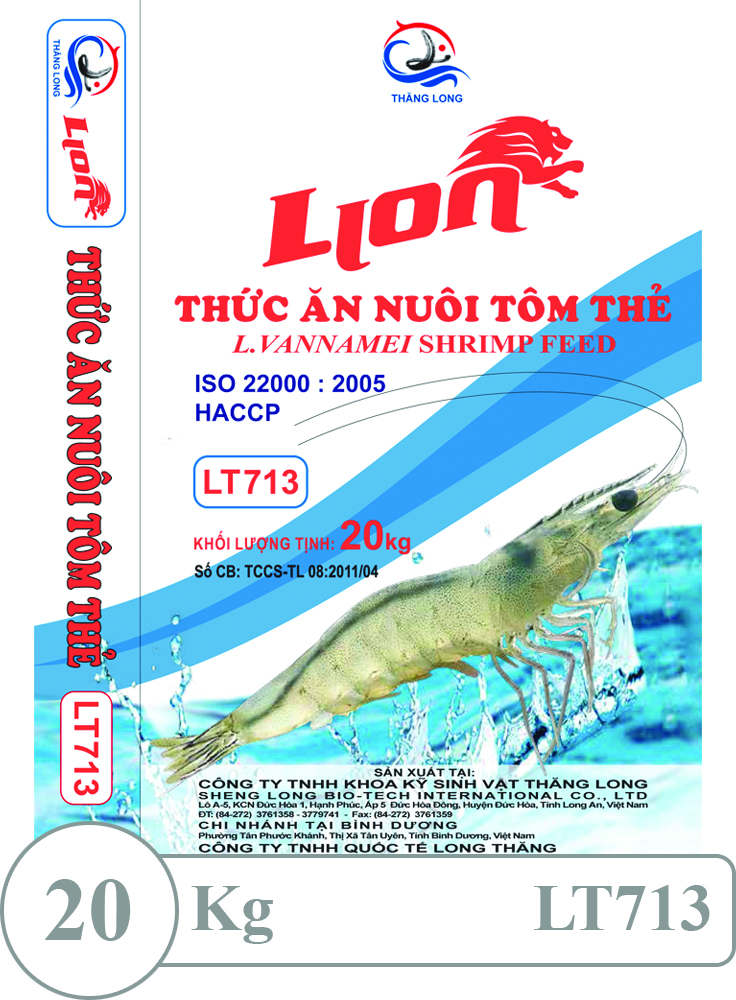 THĂNG LONG
Lion
THỨC ĂN NUÔI TÔM THẺ
LT713
THĂNG LONG
Lion
THỨC ĂN NUÔI TÔM THẺ
L.VANNAMEI SHRIMP FEED
ISO 22000 : 2005
HACCP
LT713
KHỐI LƯỢNG TỊNH: 20kg
Số CB: TCCS-TL 08:2011/04
SẢN XUẤT TẠI:
CÔNG TY TNHH KHOA KỸ SINH VẬT THĂNG LONG
SHENG LONG BIO-TECH INTERNATIONAL CO., LTD
Lô A-5, KCN Đức Hòa 1, Hạnh Phúc, Ấp 5 Đức Hòa Đông, Huyện Đức Hòa, Tỉnh Long An, Việt Nam
ĐT: (84-272) 3761358 - 3779741 - Fax: (84-272) 3761359
CHI NHÁNH TẠI BÌNH DƯƠNG
Phường Tân Phước Khánh, Thị Xã Tân Uyên, Tỉnh Bình Dương, Việt Nam
CÔNG TY TNHH QUỐC TẾ LONG THĂNG
20 Kg LT713